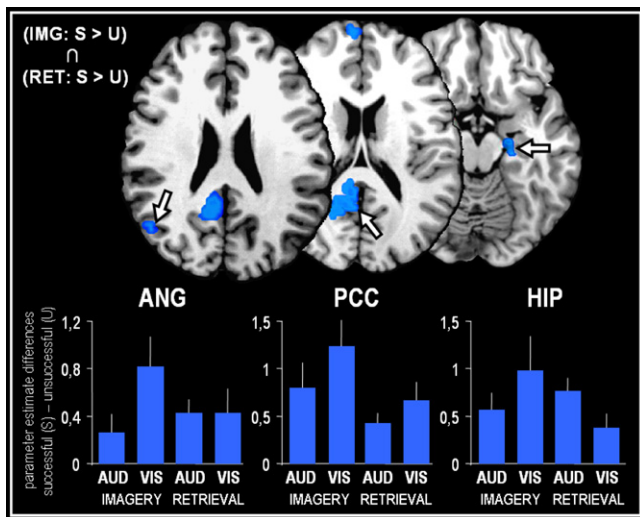 (IMG: S > U)
∩
(RET: S > U)
ANG
PCC
HIP
parameter estimate differences
successful (S) – unsuccessful (U)
1,2
0,8
0,4
0
AUD VIS AUD VIS
IMAGERY RETRIEVAL
1,5
1
0,5
0
AUD VIS AUD VIS
IMAGERY RETRIEVAL
1,5
1
0,5
0
AUD VIS AUD VIS
IMAGERY RETRIEVAL